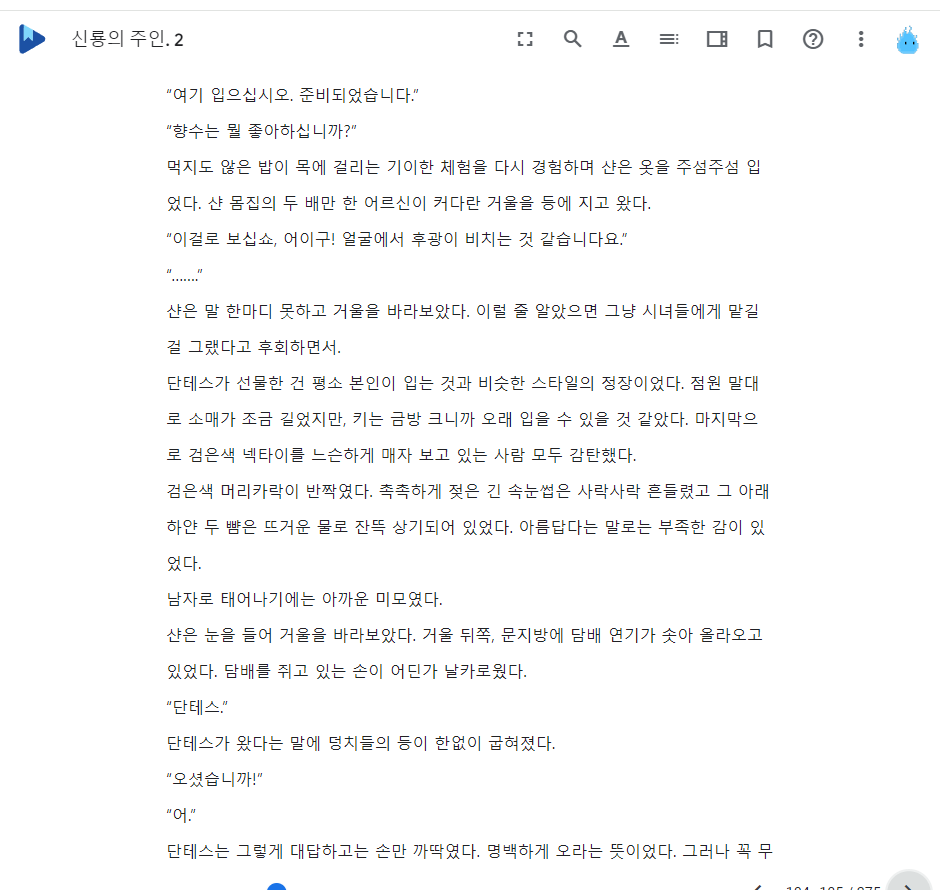 신룡의 주인. 2
“여기 입으십시오. 준비되었습니다.”
“향수는 뭘 좋아하십니까?”
먹지도 않은 밥이 목에 걸리는 기이한 체험을 다시 경험하며 샨은 옷을 주섬주섬 입
었다. 샨 몸집의 두 배만 한 어르신이 커다란 거울을 등에 지고 왔다.
“이걸로 보십쇼, 어이구! 얼굴에서 후광이 비치는 것 같습니다요.”
“…….”
샨은 말 한마디 못하고 거울을 바라보았다. 이럴 줄 알았으면 그냥 시녀들에게 맡길
걸 그랬다고 후회하면서.
단테스가 선물한 건 평소 본인이 입는 것과 비슷한 스타일의 정장이었다. 점원 말대
로 소매가 조금 길었지만, 키는 금방 크니까 오래 입을 수 있을 것 같았다. 마지막으
로 검은색 넥타이를 느슨하게 매자 보고 있는 사람 모두 감탄했다.
검은색 머리카락이 반짝였다. 촉촉하게 젖은 긴 속눈썹은 사락사락 흔들렸고 그 아래
하얀 두 뺨은 뜨거운 물로 잔뜩 상기되어 있었다. 아름답다는 말로는 부족한 감이 있
었다.
남자로 태어나기에는 아까운 미모였다.
샨은 눈을 들어 거울을 바라보았다. 거울 뒤쪽, 문지방에 담배 연기가 솟아 올라오고
있었다. 담배를 쥐고 있는 손이 어딘가 날카로웠다.
“단테스.”
단테스가 왔다는 말에 덩치들의 등이 한없이 굽혀졌다.
“오셨습니까!”
“어.”
단테스는 그렇게 대답하고는 손만 까딱였다. 명백하게 오라는 뜻이었다. 그러나 꼭 무